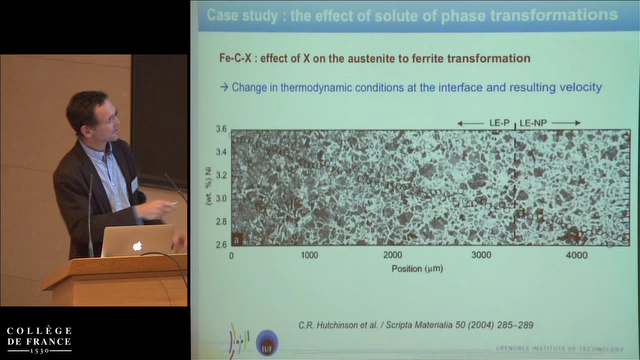 Case study : the effect of solute of phase transformations
Fe-C-X : effect of X on the austenite to ferrite transformation
→ Change in thermodynamic conditions at the interface and resulting velocity
LE-P LE-NP
3.6
3.4
3.2
3.0
2.8
2.6
(wt. %) Ni
a
0 1000 2000 3000 4000
Position (μm)
C.R. Hutchinson et al. / Scripta Materialia 50 (2004) 285–289
GRENOBLE INSTITUTE OF TECHNOLOGY
COLLÈGE
DE FRANCE
1530